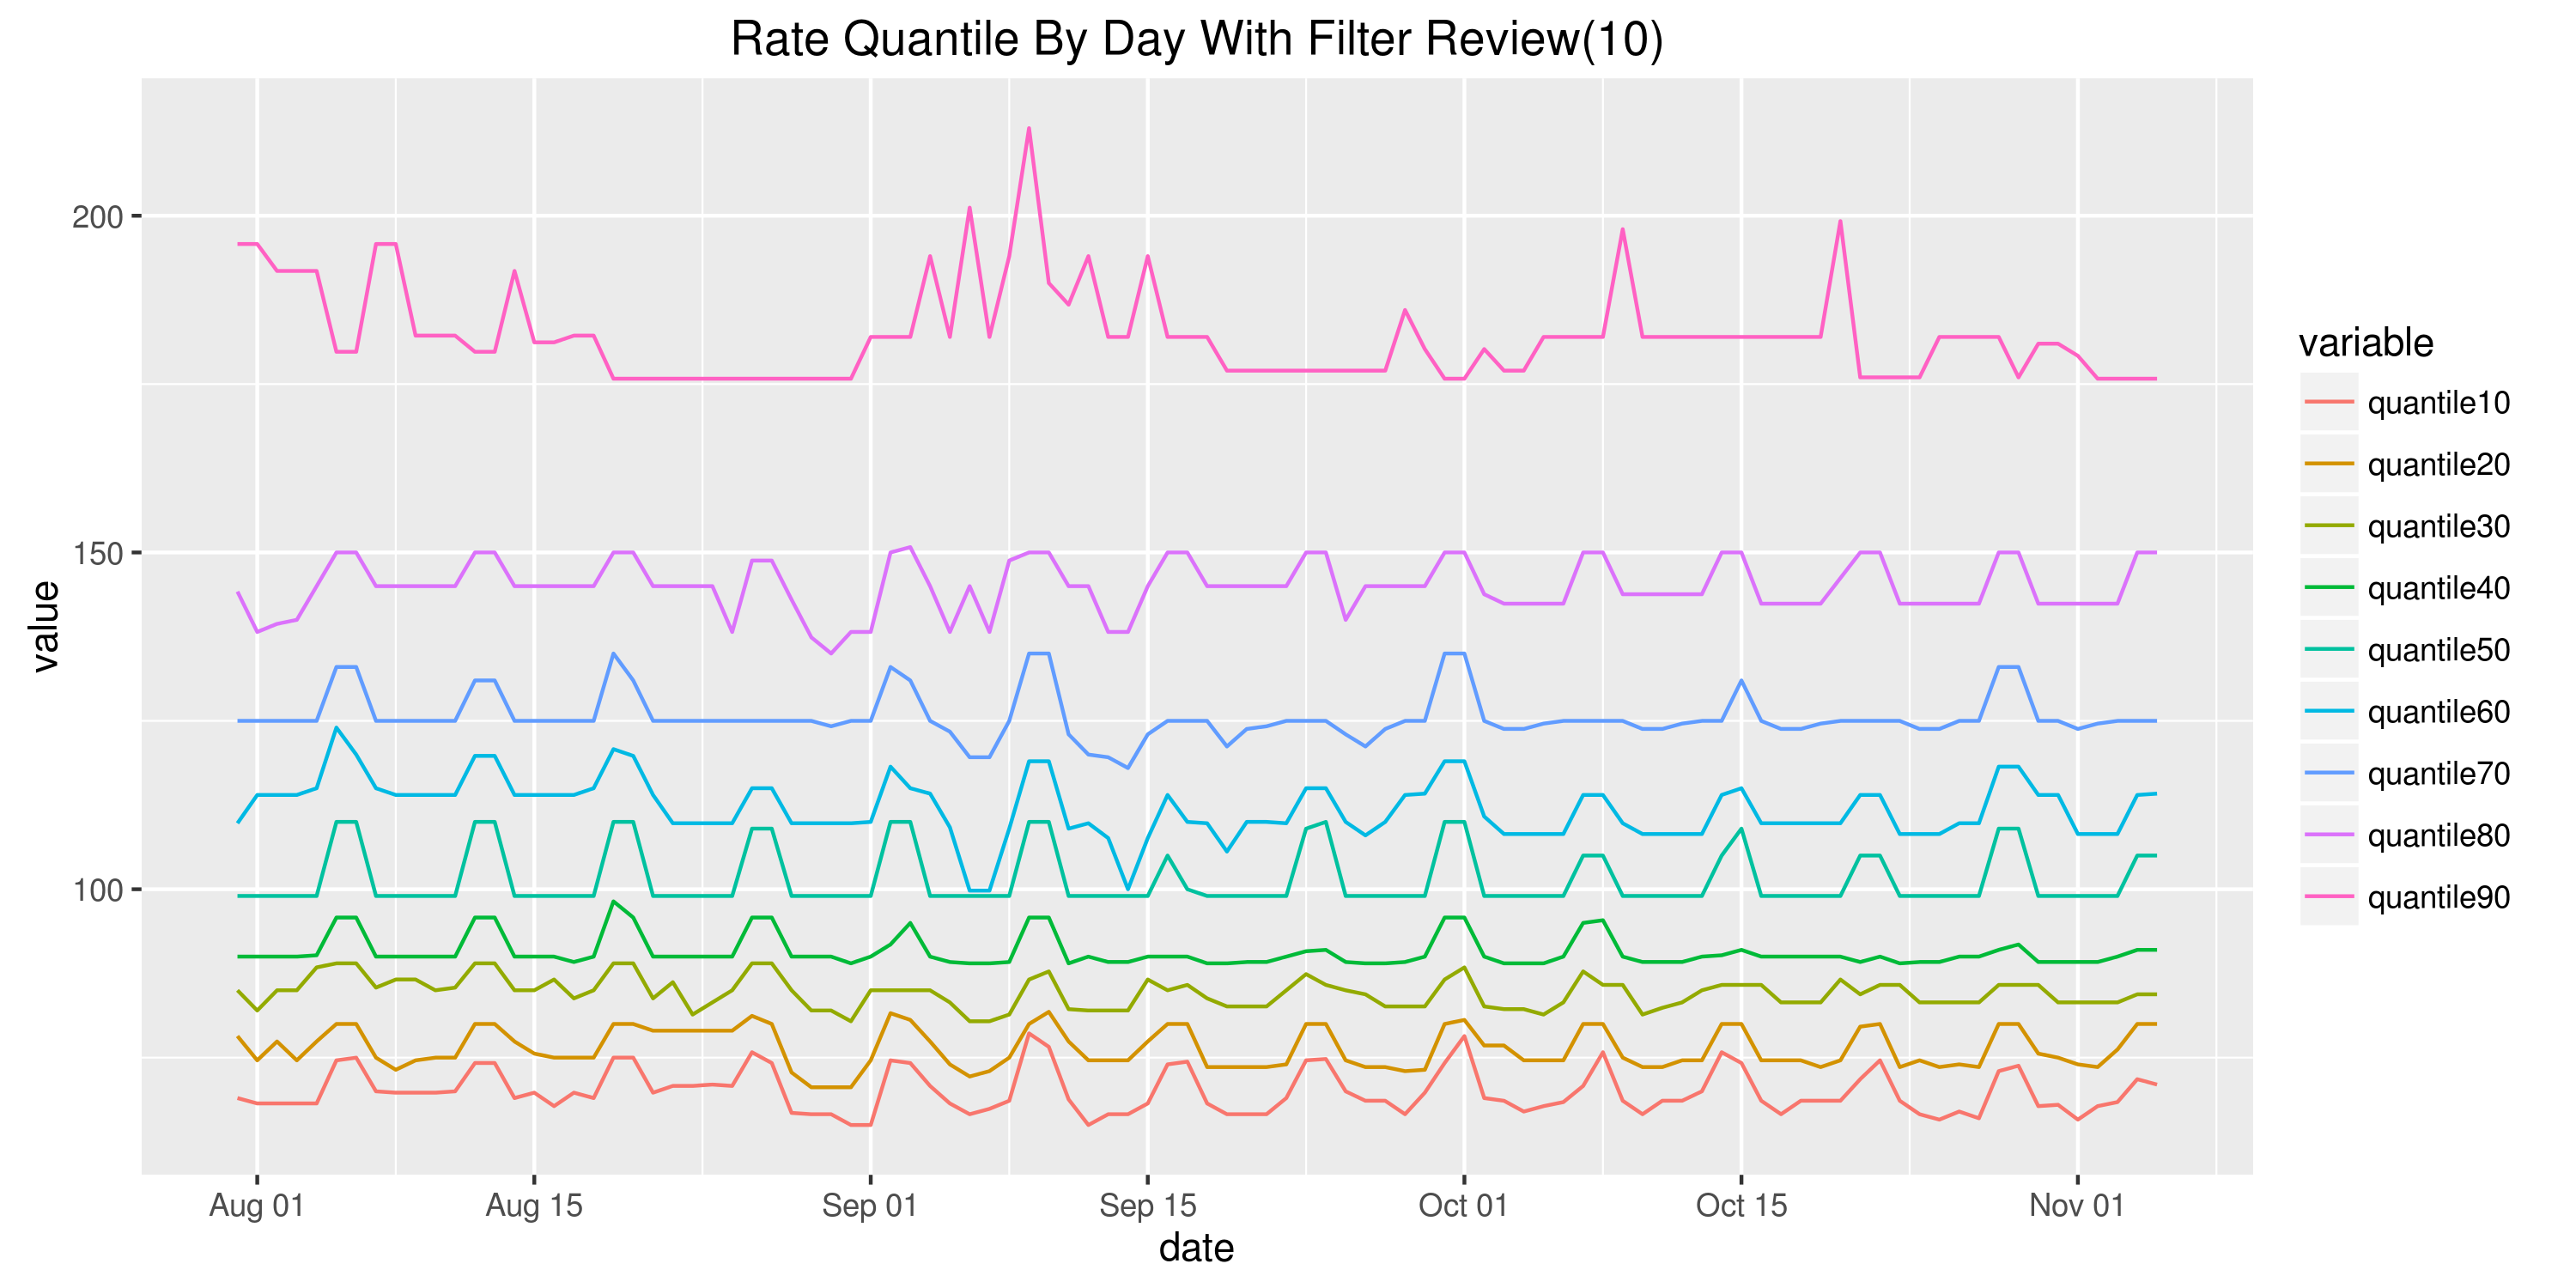 Rate Quantile By Day With Filter Review(10)
200
150
100
value
Aug 01
Aug 15
Sep 01
Sep 15
Oct 01
Oct 15
Nov 01
date
variable
quantile10
quantile20
quantile30
quantile40
quantile50
quantile60
quantile70
quantile80
quantile90